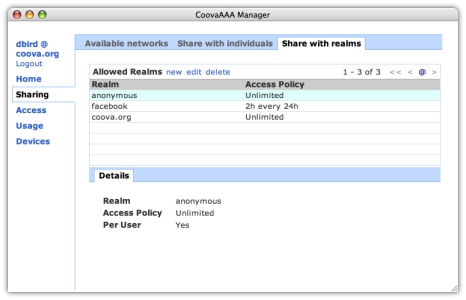 CoovaAAA Manager
dbird @
coova.org
Logout
Home
Sharing
Access
Usage
Devices
Available networks Share with individuals Share with realms
Allowed Realms new edit delete 1 - 3 of 3 << < @ >
Realm Access Policy
anonymous Unlimited
facebook 2h every 24h
coova.org Unlimited
Details
Realm anonymous
Access Policy Unlimited
Per User Yes